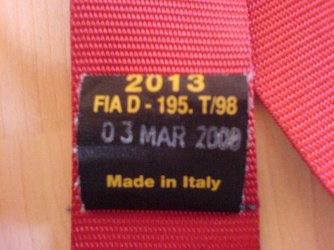 2013
FIA D - 195. T/98
03 MAR 2008
Made in Italy